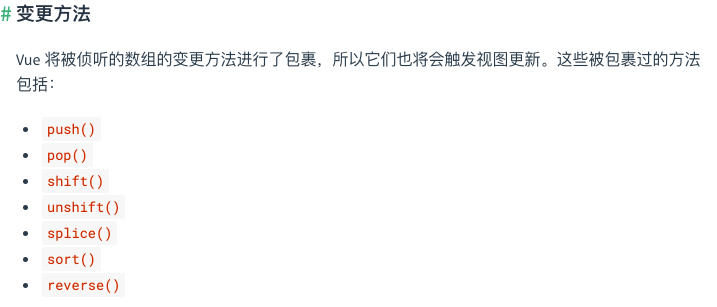 # 变更方法
Vue 将被侦听的数组的变更方法进行了包裹，所以它们也将会触发视图更新。这些被包裹过的方法
包括：
push()
pop()
shift()
unshift()
splice()
sort()
reverse()